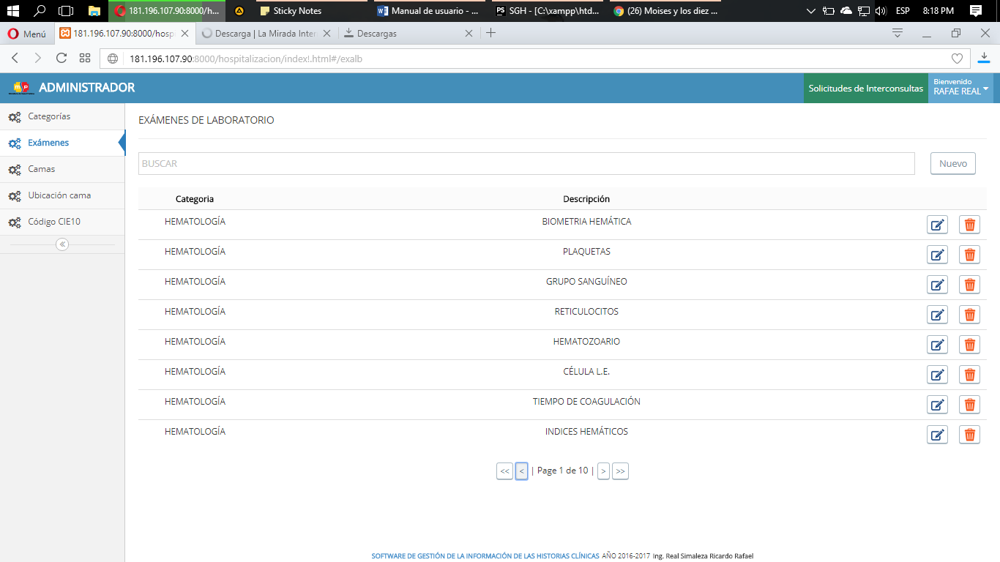 181.196.107.90:8000/h...
Sticky Notes
Manual de usuario - ...
SGH - [C:\xampp\htd...
(26) Moises y los diez ...
ESP
8:18 PM
Menú
181.196.107.90:8000/hospi
Descarga | La Mirada Inter
Descargas
181.196.107.90:8000/hospitalizacion/index!.html#/exalb
ADMINISTRADOR
Solicitudes de Interconsultas
Bienvenido
RAFAE REAL
Categorías
Exámenes
Camas
Ubicación cama
Código CIE10
EXÁMENES DE LABORATORIO
BUSCAR
Nuevo
Categoria Descripción
HEMATOLOGÍA BIOMETRIA HEMÁTICA
HEMATOLOGÍA PLAQUETAS
HEMATOLOGÍA GRUPO SANGUÍNEO
HEMATOLOGÍA RETICULOCITOS
HEMATOLOGÍA HEMATOZOARIO
HEMATOLOGÍA CÉLULA L.E.
HEMATOLOGÍA TIEMPO DE COAGULACIÓN
HEMATOLOGÍA INDICES HEMÁTICOS
<< < | Page 1 de 10 | > >>
SOFTWARE DE GESTIÓN DE LA INFORMACIÓN DE LAS HISTORIAS CLÍNICAS AÑO 2016-2017 Ing. Real Simaleza Ricardo Rafael